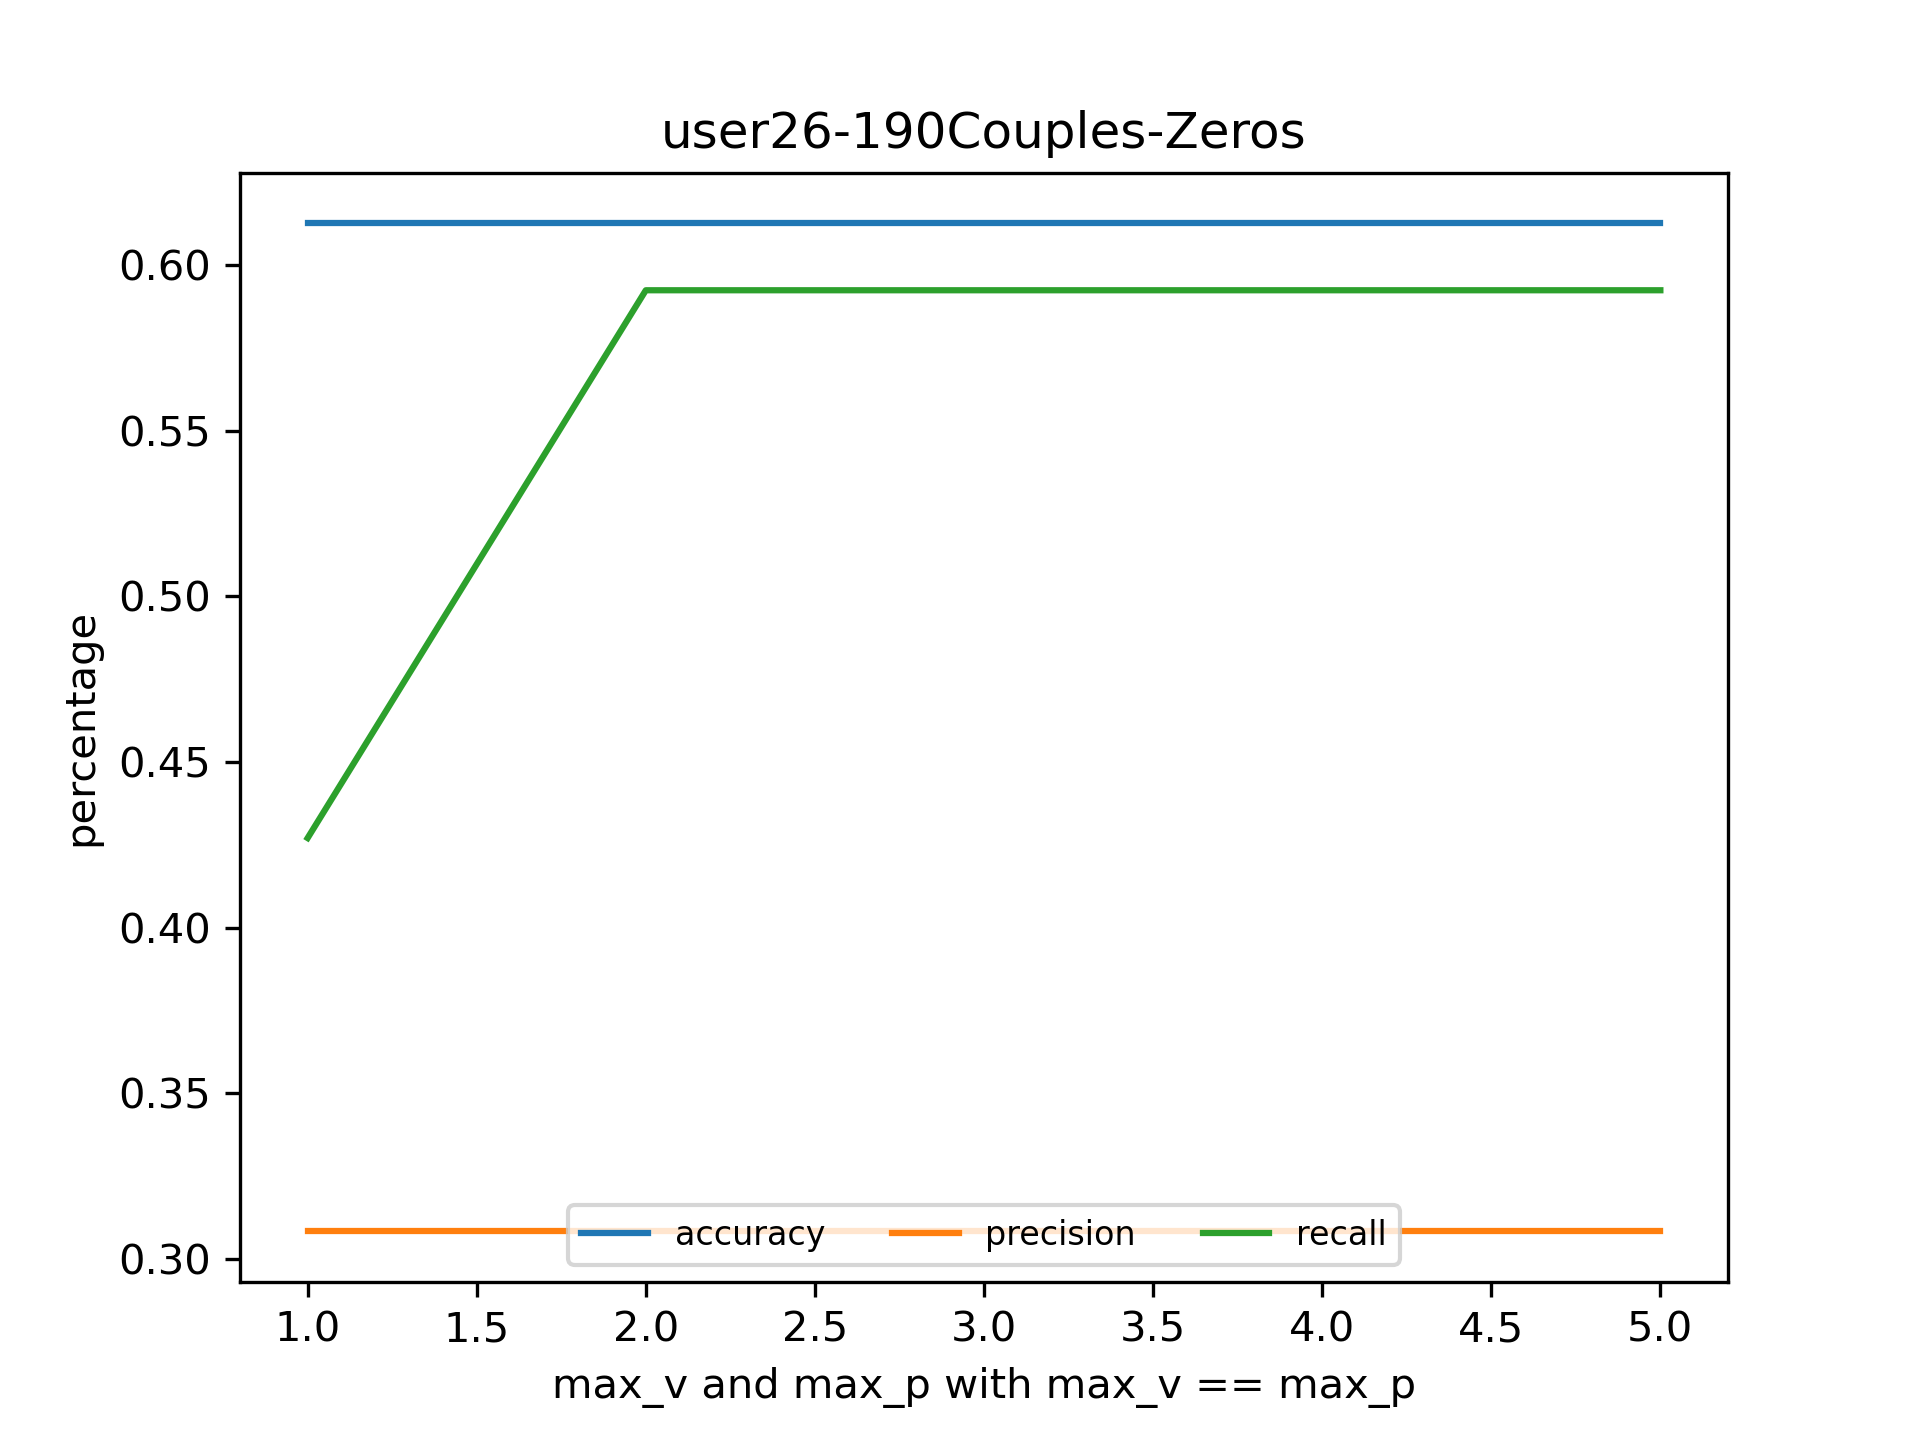 user26-190Couples-Zeros
percentage
0.60
0.55
0.50
0.45
0.40
0.35
0.30
accuracy precision recall
1.0 1.5 2.0 2.5 3.0 3.5 4.0 4.5 5.0
max_v and max_p with max_v == max_p